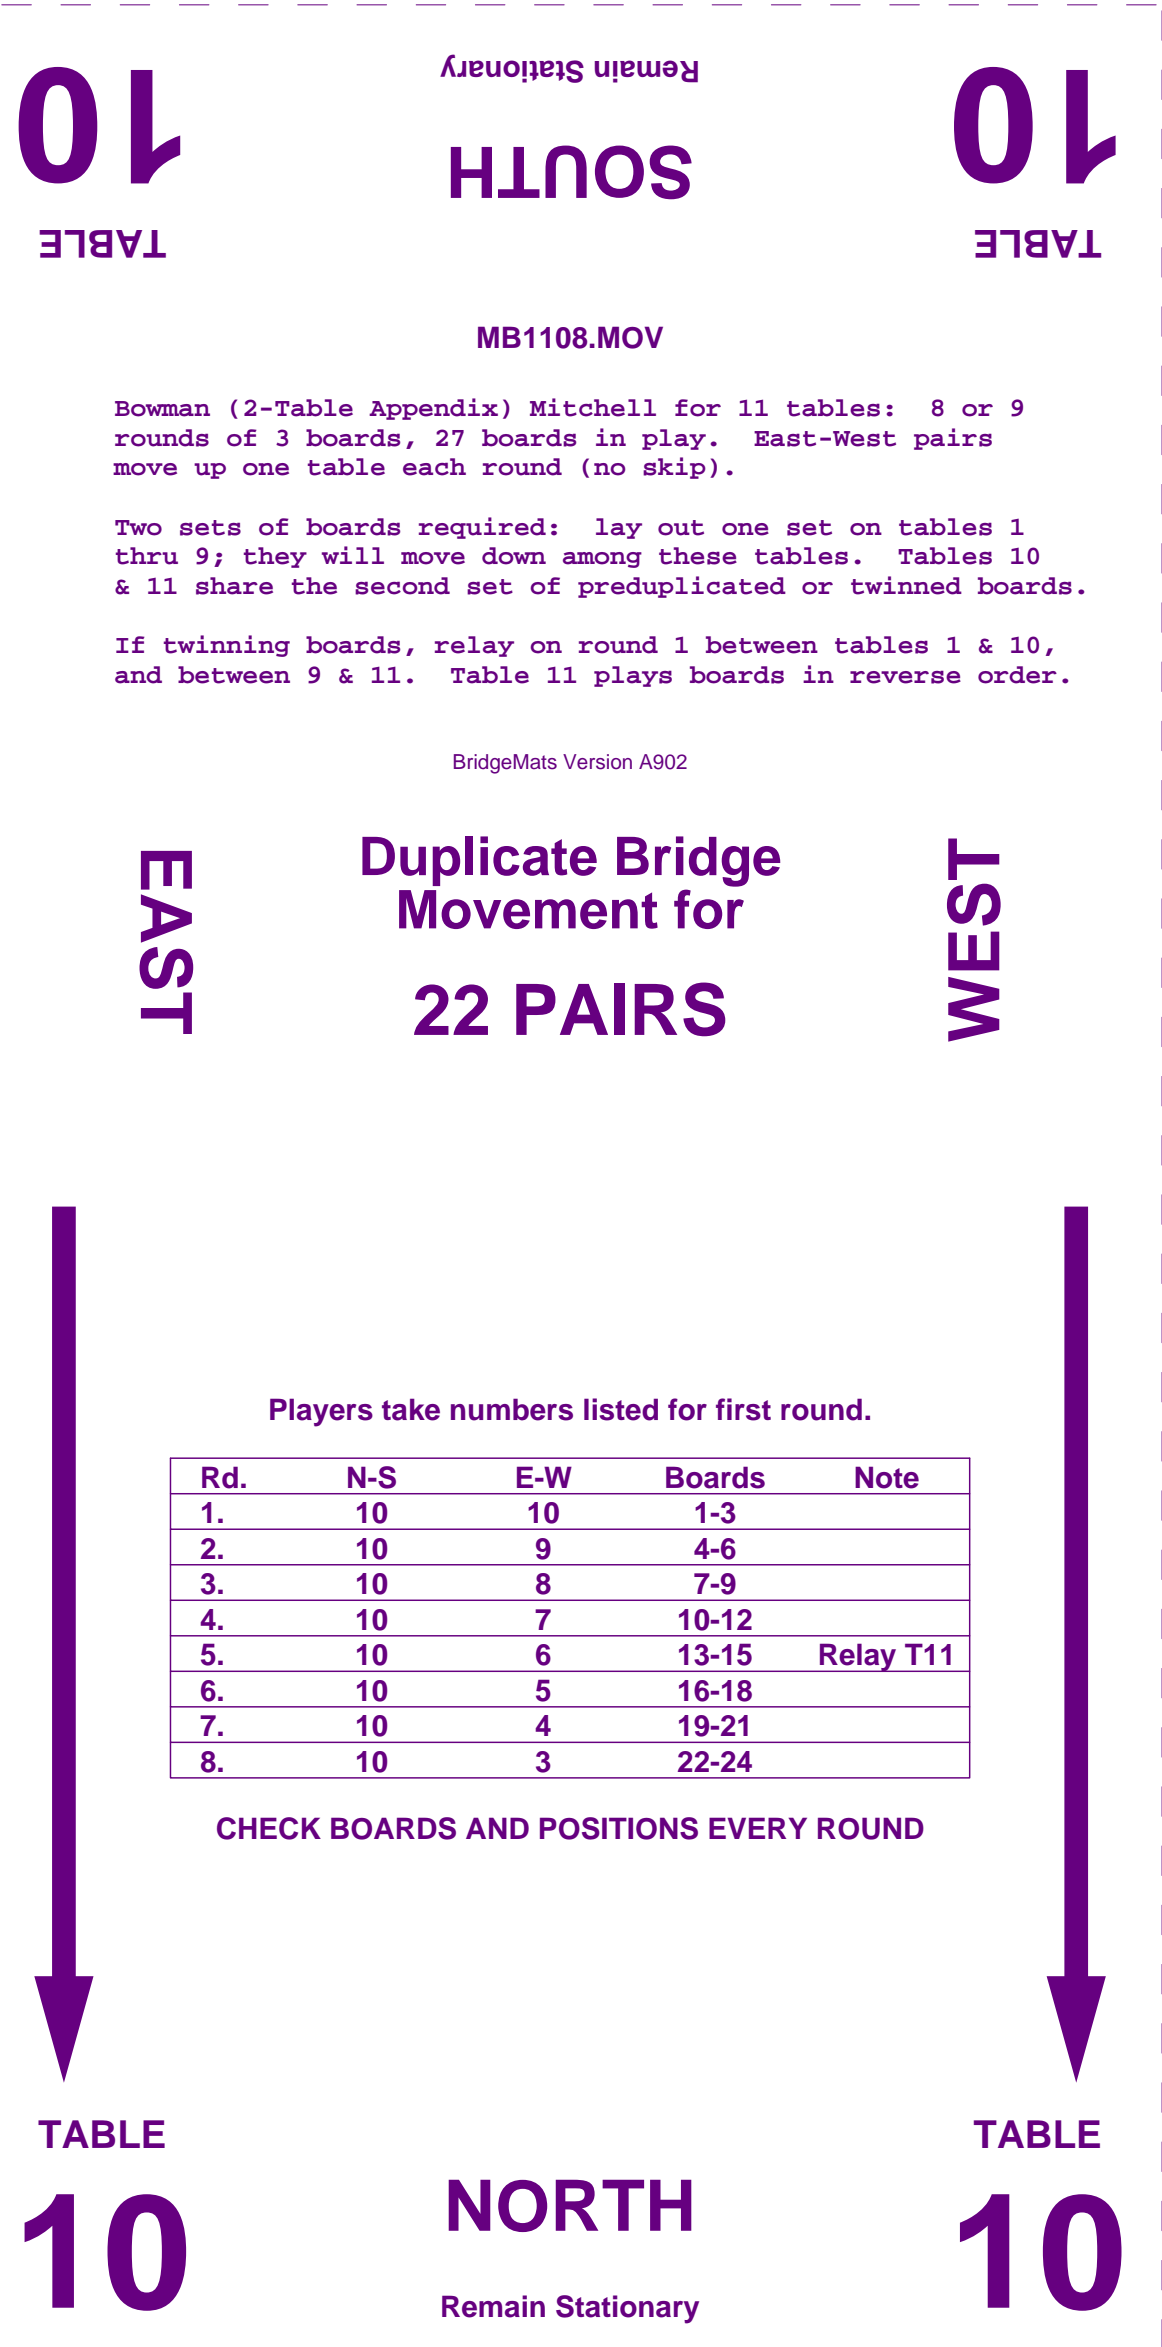 Remain Stationary
SOUTH
10 10
TABLE TABLE
MB1108.MOV
Bowman (2-Table Appendix) Mitchell for 11 tables:  8 or 9
rounds of 3 boards, 27 boards in play.  East-West pairs
move up one table each round (no skip).
Two sets of boards required:  lay out one set on tables 1
thru 9; they will move down among these tables.  Tables 10
& 11 share the second set of preduplicated or twinned boards.
If twinning boards, relay on round 1 between tables 1 & 10,
and between 9 & 11.  Table 11 plays boards in reverse order.
BridgeMats Version A902
EAST
Duplicate Bridge
Movement for
22 PAIRS
WEST
Players take numbers listed for first round.
Rd. N-S E-W Boards Note
1. 10 10 1-3
2. 10 9 4-6
3. 10 8 7-9
4. 10 7 10-12
5. 10 6 13-15 Relay T11
6. 10 5 16-18
7. 10 4 19-21
8. 10 3 22-24
CHECK BOARDS AND POSITIONS EVERY ROUND
TABLE TABLE
10 NORTH 10
Remain Stationary